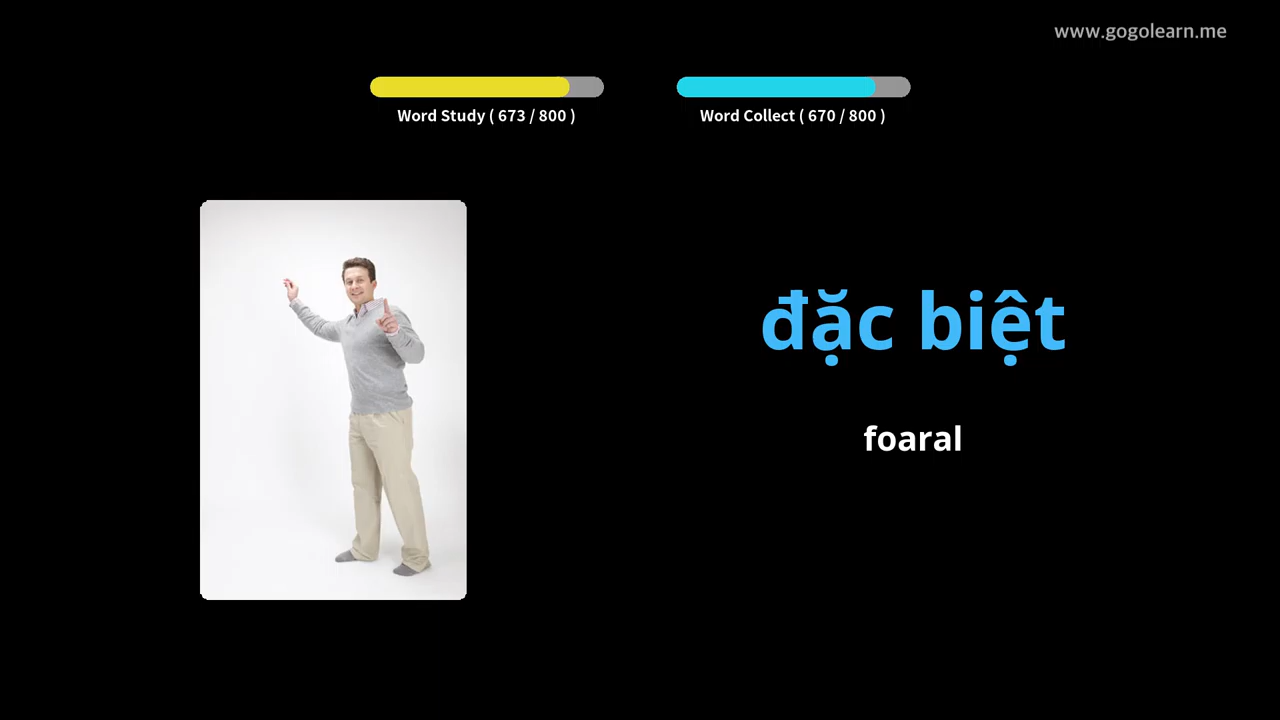 www.gogolearn.me
Word Study ( 673 / 800 )
Word Collect ( 670 / 800 )
đặc biệt
foaral